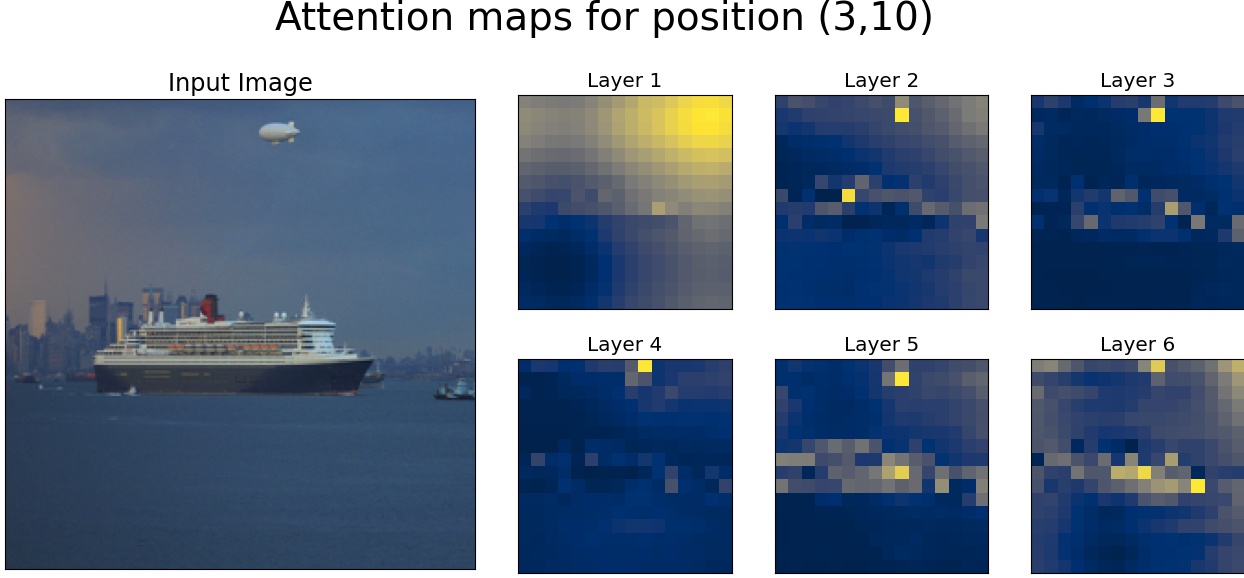 Attention maps for position (3,10)
Input Image
Layer 1
Layer 2
Layer 3
Layer 4
Layer 5
Layer 6